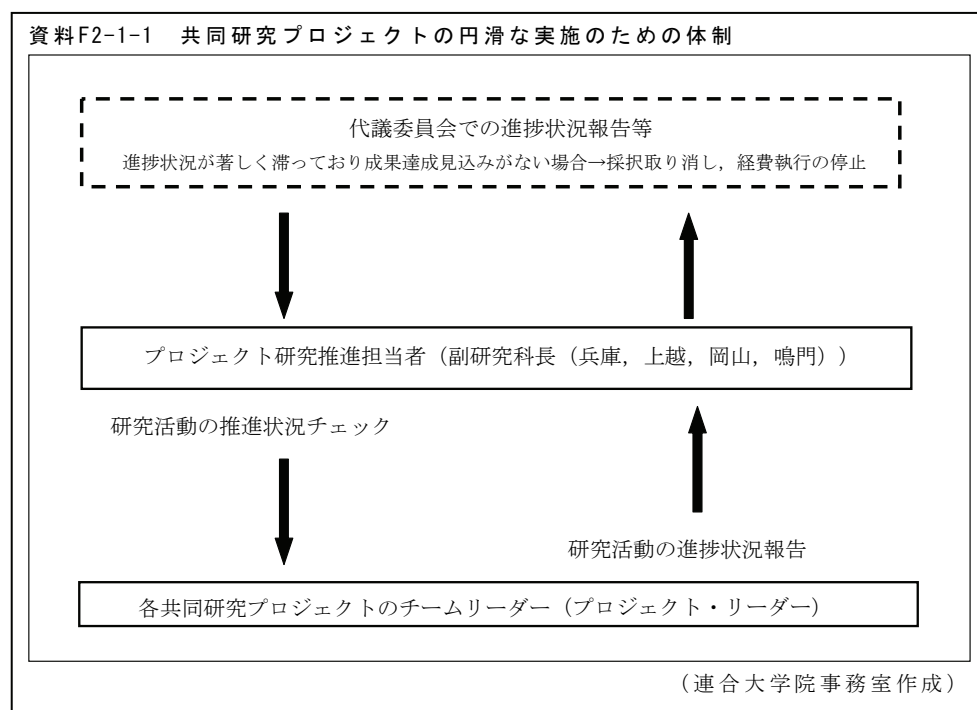 資料F2-1-1 共同研究プロジェクトの円滑な実施のための体制
代議委員会での進捗状況報告等
進捗状況が著しく滞っており成果達成見込みがない場合→採択取り消し，経費執行の停止
プロジェクト研究推進担当者（副研究科長（兵庫，上越，岡山，鳴門））
研究活動の推進状況チェック
研究活動の進捗状況報告
各共同研究プロジェクトのチームリーダー（プロジェクト・リーダー）
（連合大学院事務室作成）